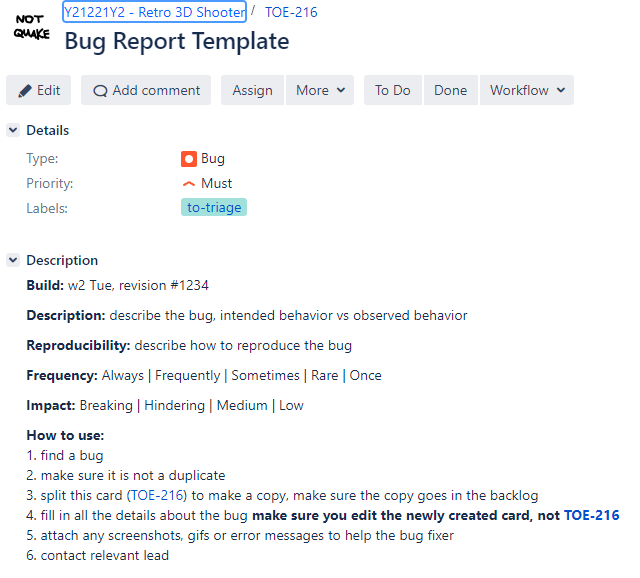 NOT
QUAKE
Y21221Y2 - Retro 3D Shooter / TOE-216
Bug Report Template
Edit Add comment Assign More To Do Done Workflow
Details
Type: Bug
Priority: Must
Labels: to-triage
Description
Build: w2 Tue, revision #1234
Description: describe the bug, intended behavior vs observed behavior
Reproducibility: describe how to reproduce the bug
Frequency: Always | Frequently | Sometimes | Rare | Once
Impact: Breaking | Hindering | Medium | Low
How to use:
1. find a bug
2. make sure it is not a duplicate
3. split this card (TOE-216) to make a copy, make sure the copy goes in the backlog
4. fill in all the details about the bug make sure you edit the newly created card, not TOE-216
5. attach any screenshots, gifs or error messages to help the bug fixer
6. contact relevant lead